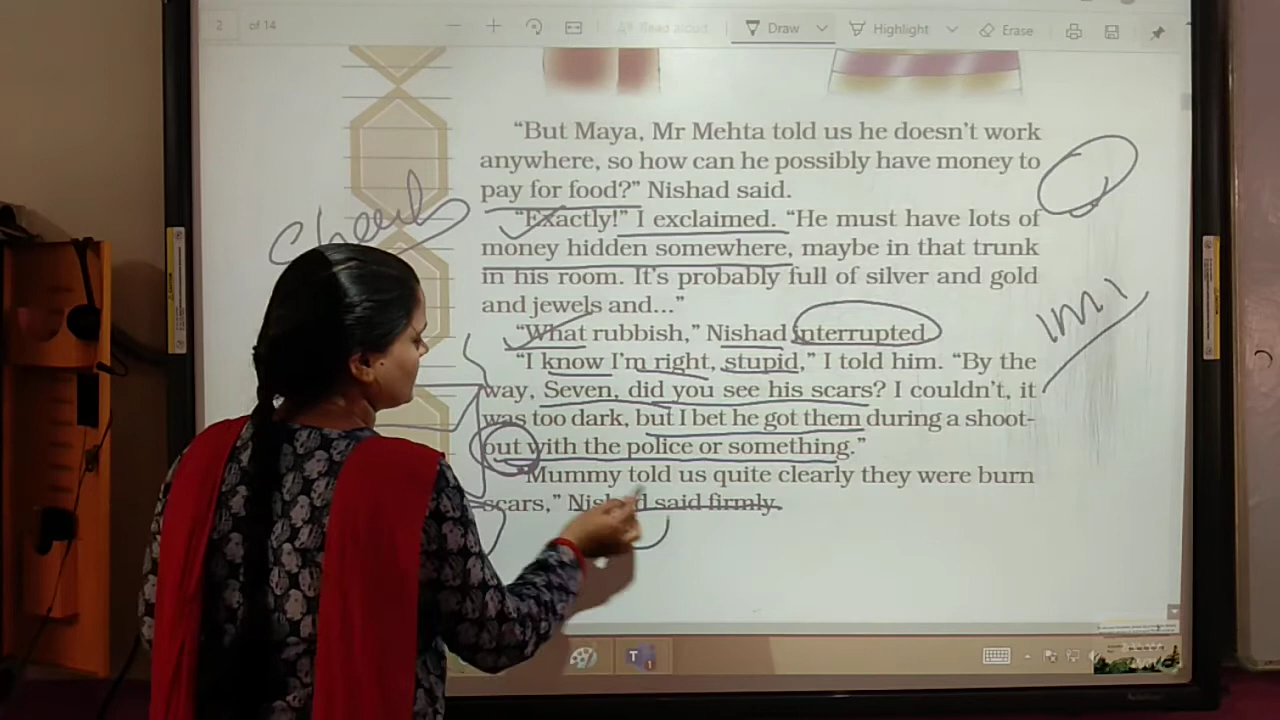 2 of 14 Read aloud Draw Highlight Erase
“But Maya, Mr Mehta told us he doesn’t work
anywhere, so how can he possibly have money to
pay for food?” Nishad said.
“Exactly!” I exclaimed. “He must have lots of
money hidden somewhere, maybe in that trunk
in his room. It’s probably full of silver and gold
and jewels and...”
“What rubbish,” Nishad interrupted.
“I know I’m right, stupid,” I told him. “By the
way, Seven, did you see his scars? I couldn’t, it
was too dark, but I bet he got them during a shoot-
out with the police or something.”
“Mummy told us quite clearly they were burn
scars,” Nishad said firmly.